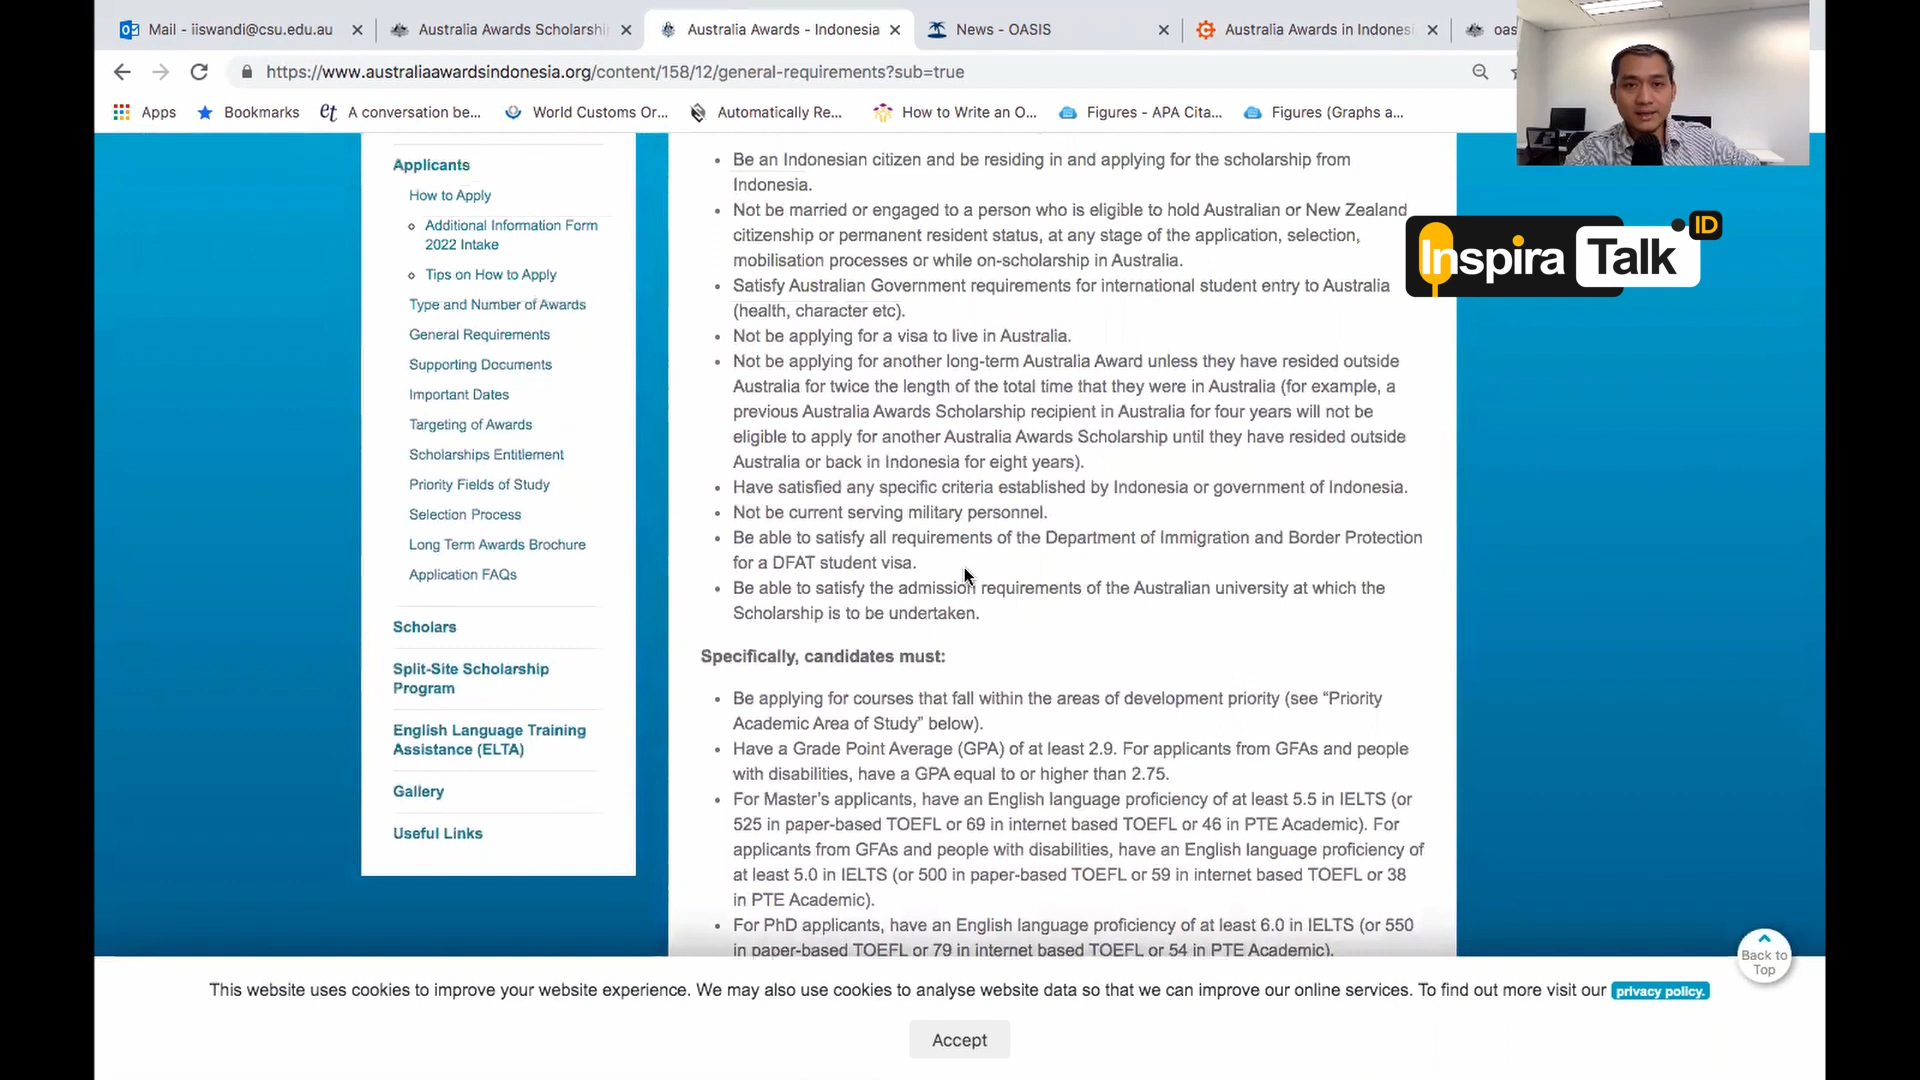 Mail - iiswandi@csu.edu.au
Australia Awards Scholarshi
Australia Awards - Indonesia
News - OASIS
Australia Awards in Indones
oas
https://www.australiaawardsindonesia.org/content/158/12/general-requirements?sub=true
Apps
Bookmarks
et A conversation be...
World Customs Or...
Automatically Re...
How to Write an O...
Figures - APA Cita...
Figures (Graphs a...
Inspira Talk ID
Applicants
How to Apply
Additional Information Form
2022 Intake
Tips on How to Apply
Type and Number of Awards
General Requirements
Supporting Documents
Important Dates
Targeting of Awards
Scholarships Entitlement
Priority Fields of Study
Selection Process
Long Term Awards Brochure
Application FAQs
Scholars
Split-Site Scholarship
Program
English Language Training
Assistance (ELTA)
Gallery
Useful Links
Be an Indonesian citizen and be residing in and applying for the scholarship from
Indonesia.
Not be married or engaged to a person who is eligible to hold Australian or New Zealand
citizenship or permanent resident status, at any stage of the application, selection,
mobilisation processes or while on-scholarship in Australia.
Satisfy Australian Government requirements for international student entry to Australia
(health, character etc).
Not be applying for a visa to live in Australia.
Not be applying for another long-term Australia Award unless they have resided outside
Australia for twice the length of the total time that they were in Australia (for example, a
previous Australia Awards Scholarship recipient in Australia for four years will not be
eligible to apply for another Australia Awards Scholarship until they have resided outside
Australia or back in Indonesia for eight years).
Have satisfied any specific criteria established by Indonesia or government of Indonesia.
Not be current serving military personnel.
Be able to satisfy all requirements of the Department of Immigration and Border Protection
for a DFAT student visa.
Be able to satisfy the admission requirements of the Australian university at which the
Scholarship is to be undertaken.
Specifically, candidates must:
Be applying for courses that fall within the areas of development priority (see “Priority
Academic Area of Study” below).
Have a Grade Point Average (GPA) of at least 2.9. For applicants from GFAs and people
with disabilities, have a GPA equal to or higher than 2.75.
For Master’s applicants, have an English language proficiency of at least 5.5 in IELTS (or
525 in paper-based TOEFL or 69 in internet based TOEFL or 46 in PTE Academic). For
applicants from GFAs and people with disabilities, have an English language proficiency of
at least 5.0 in IELTS (or 500 in paper-based TOEFL or 59 in internet based TOEFL or 38
in PTE Academic).
For PhD applicants, have an English language proficiency of at least 6.0 in IELTS (or 550
in paper-based TOEFL or 79 in internet based TOEFL or 54 in PTE Academic).
Back to
Top
This website uses cookies to improve your website experience. We may also use cookies to analyse website data so that we can improve our online services. To find out more visit our privacy policy.
Accept